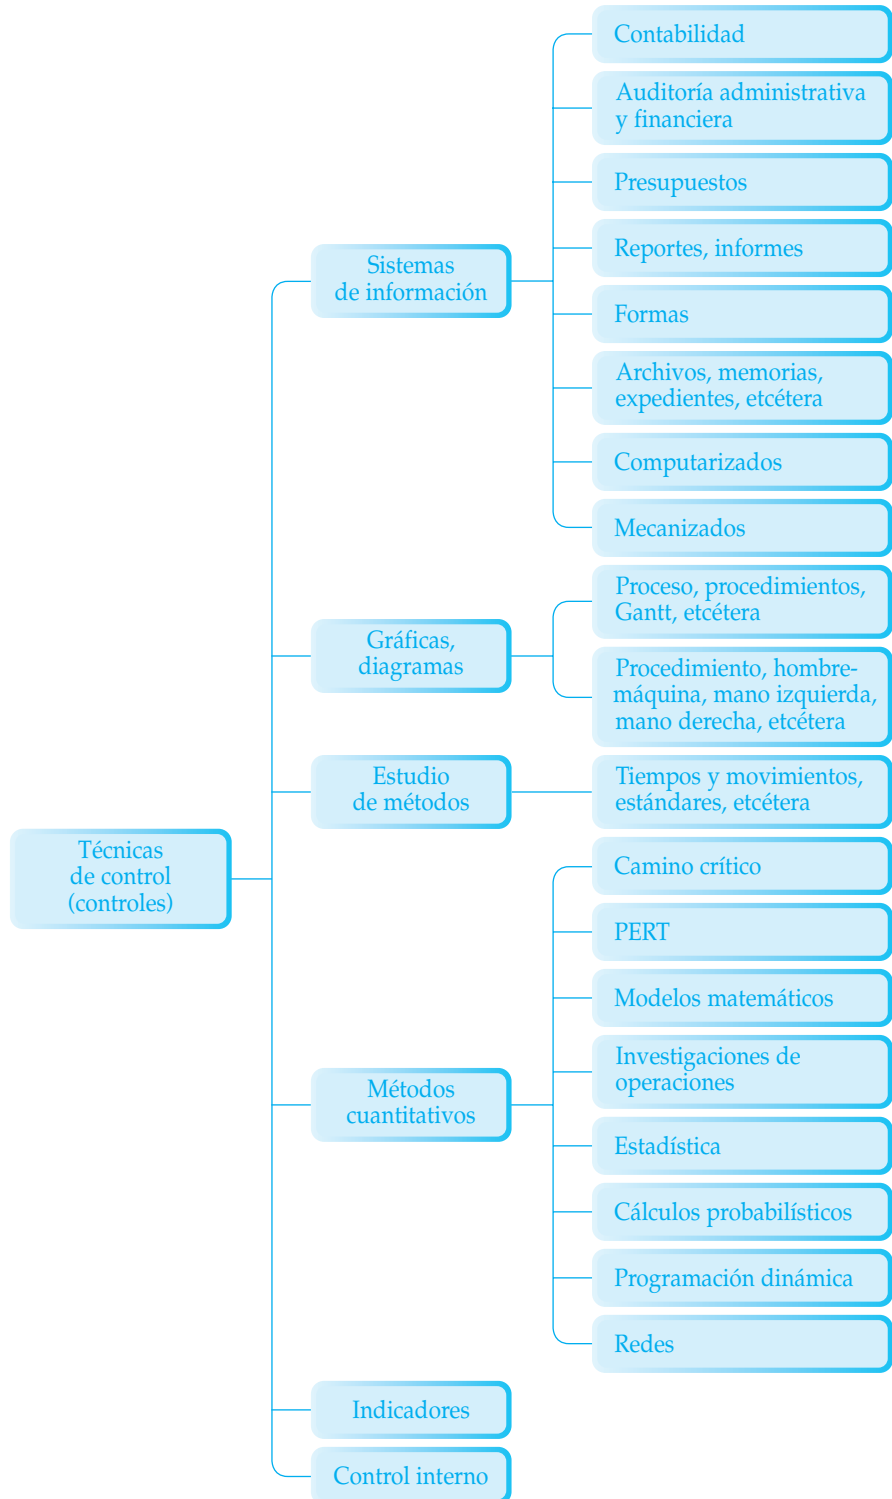 Técnicas
de control
(controles)
Sistemas
de información
Contabilidad
Auditoría administrativa
y financiera
Presupuestos
Reportes, informes
Formas
Archivos, memorias,
expedientes, etcétera
Computarizados
Mecanizados
Gráficas,
diagramas
Proceso, procedimientos,
Gantt, etcétera
Procedimiento, hombre-
máquina, mano izquierda,
mano derecha, etcétera
Estudio
de métodos
Tiempos y movimientos,
estándares, etcétera
Métodos
cuantitativos
Camino crítico
PERT
Modelos matemáticos
Investigaciones de
operaciones
Estadística
Cálculos probabilísticos
Programación dinámica
Redes
Indicadores
Control interno